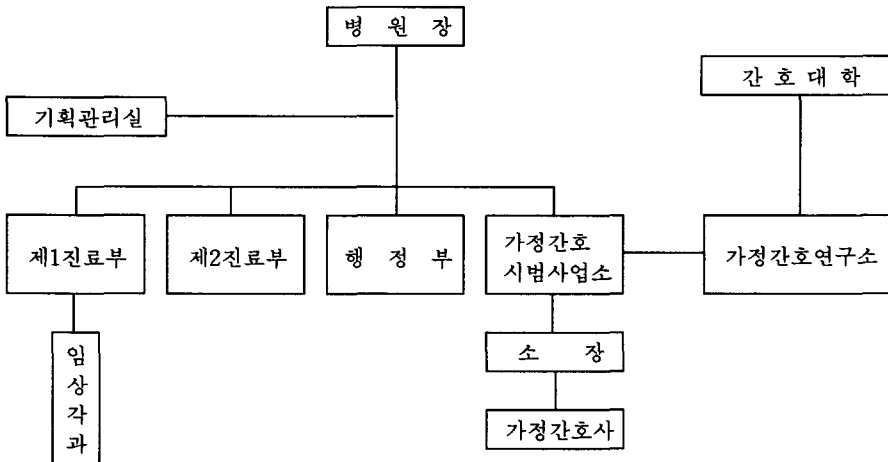 병 원 장
간 호 대 학
기획관리실
제1진료부
제2진료부
행 정 부
가정간호
시범사업소
가정간호연구소
소 장
가정간호사
임
상
각
과